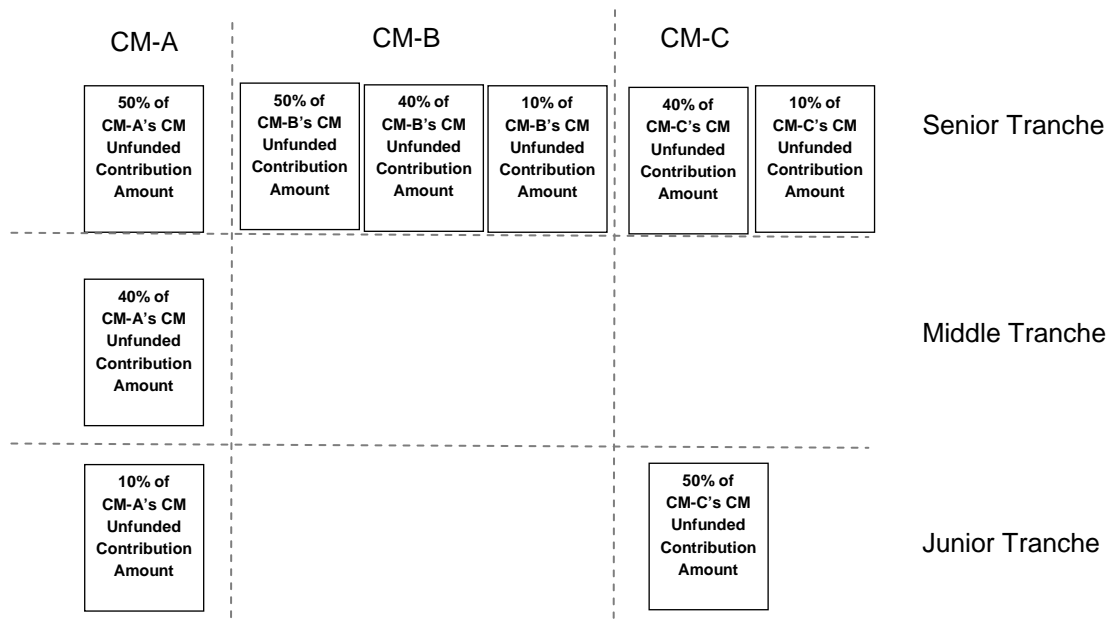 CM-A
CM-B
CM-C
50% of
CM-A's CM
Unfunded
Contribution
Amount
50% of
CM-B's CM
Unfunded
Contribution
Amount
40% of
CM-B's CM
Unfunded
Contribution
Amount
10% of
CM-B's CM
Unfunded
Contribution
Amount
40% of
CM-C's CM
Unfunded
Contribution
Amount
10% of
CM-C's CM
Unfunded
Contribution
Amount
Senior Tranche
40% of
CM-A's CM
Unfunded
Contribution
Amount
Middle Tranche
10% of
CM-A's CM
Unfunded
Contribution
Amount
50% of
CM-C's CM
Unfunded
Contribution
Amount
Junior Tranche